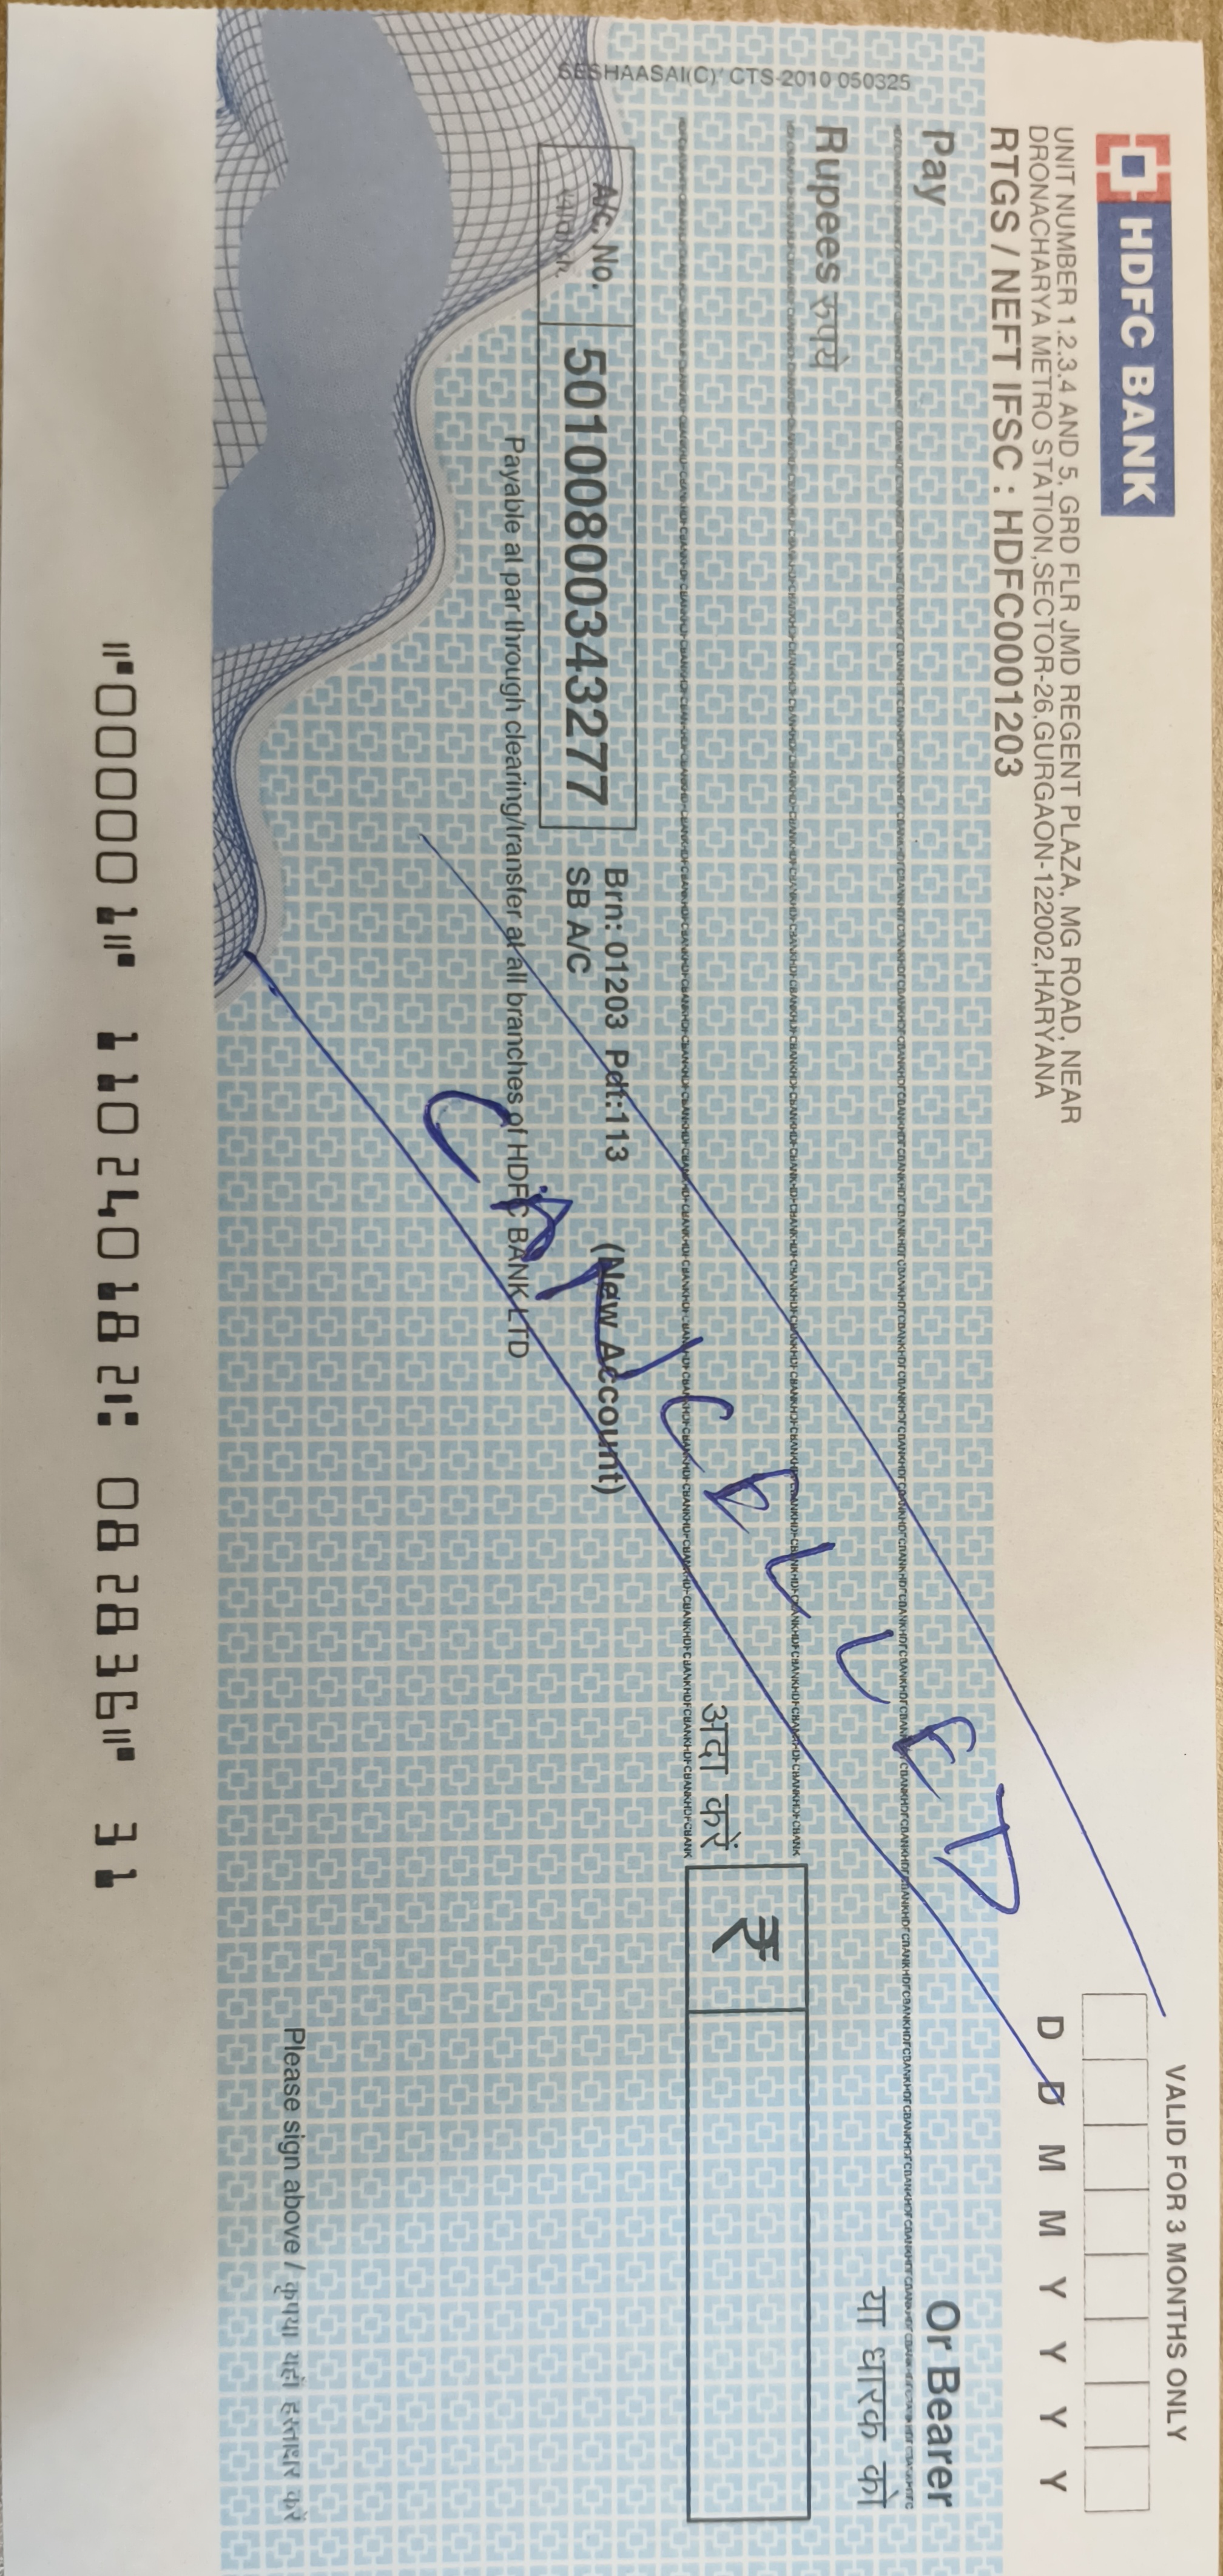 HDFC BANK
VALID FOR 3 MONTHS ONLY
D D M M Y Y Y Y
UNIT NUMBER 1.2.3.4 AND 5, GRD FLR JMD REGENT PLAZA, MG ROAD, NEAR
DRONACHARYA METRO STATION,SECTOR-26,GURGAON-122002,HARYANA
RTGS / NEFT IFSC : HDFC0001203
Pay
Or Bearer
या धारक को
Rupees रुपये
अदा करें
₹
CANCELLED
SESHAASAI(C) CTS-2010 050325
A/c. No.
50100800343277
Brn: 01203 Pdt:113
(New Account)
SB A/C
Payable at par through clearing/transfer at all branches of HDFC BANK LTD
Please sign above / कृपया यहाँ हस्ताक्षर करें
⑈000001⑈ 110240182⑆ 082836⑈ 31